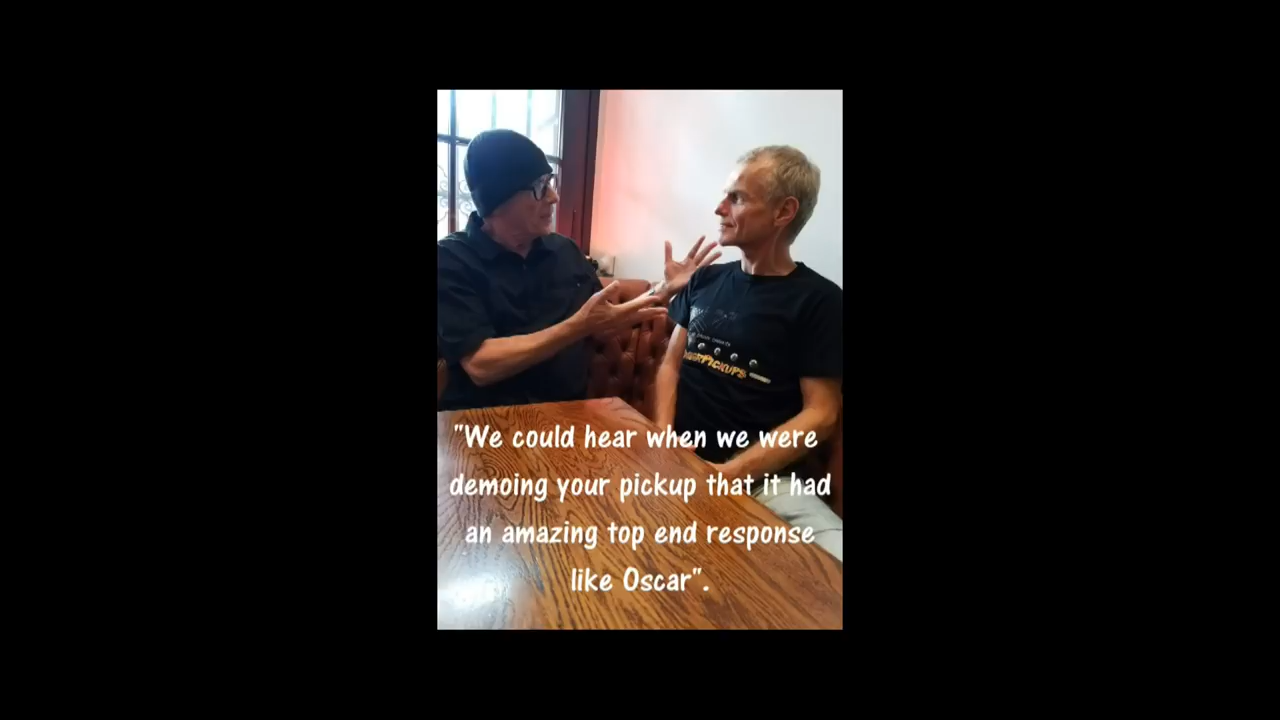 "We could hear when we were
demoing your pickup that it had
an amazing top end response
like Oscar".